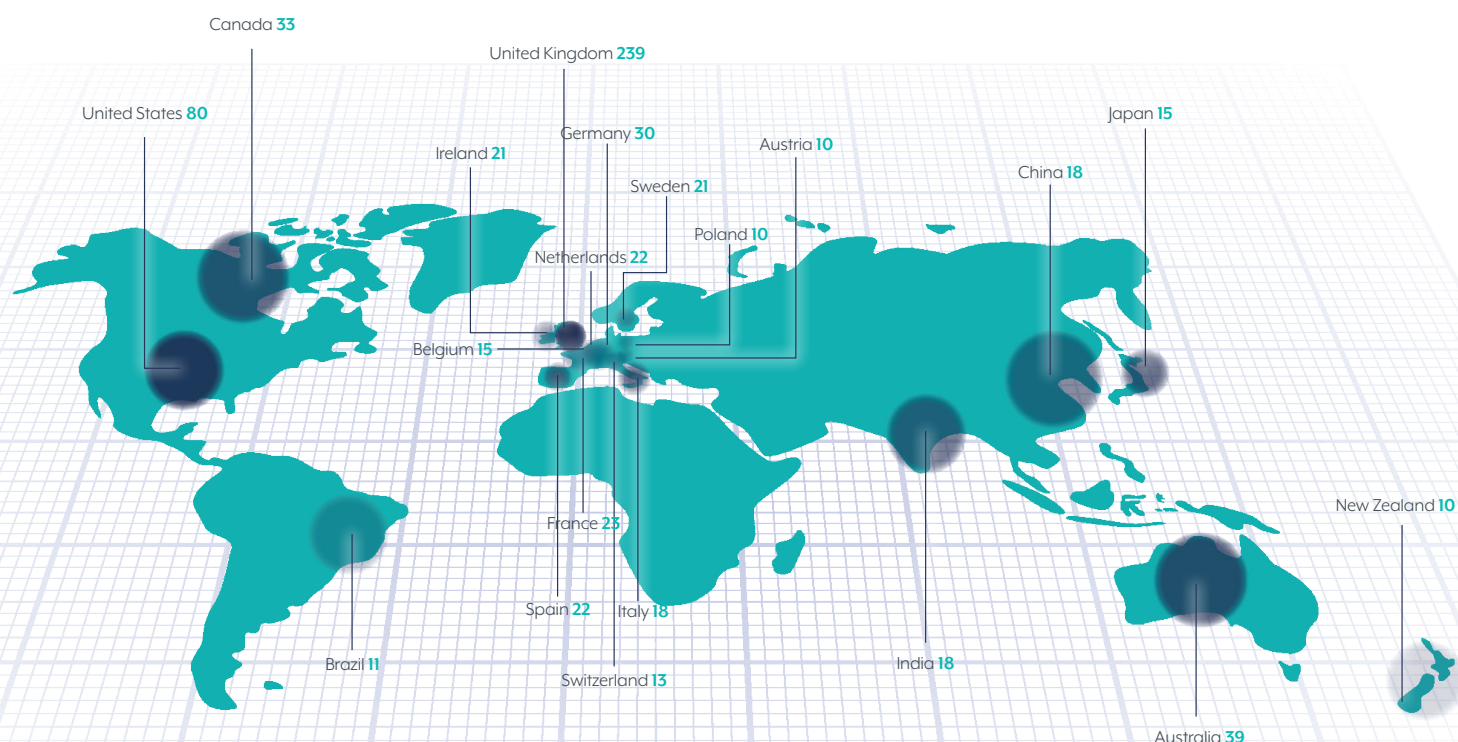 Canada 33
United Kingdom 239
United States 80
Japan 15
Germany 30
Austria 10
Ireland 21
China 18
Sweden 21
Poland 10
Netherlands 22
Belgium 15
New Zealand 10
France 23
Spain 22
Italy 18
Brazil 11
India 18
Switzerland 13
Australia 39